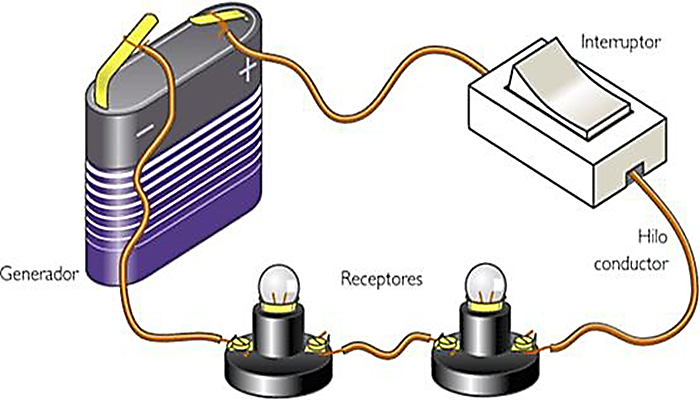 Interruptor
+
−
Hilo
conductor
Generador
Receptores